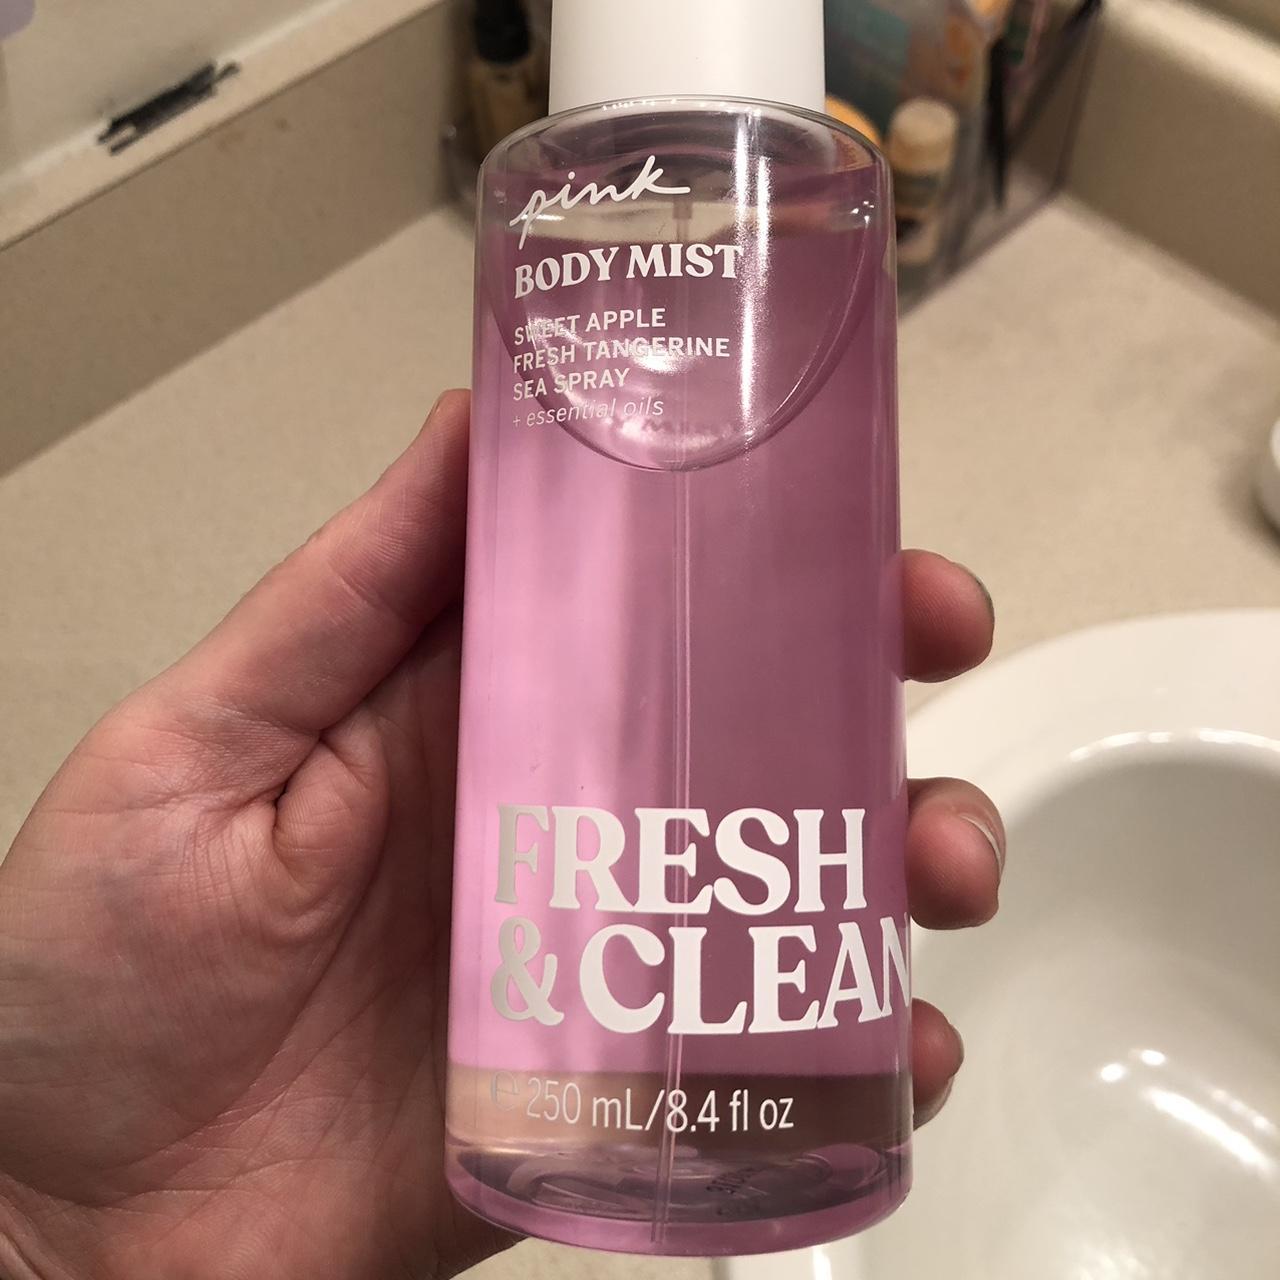 pink
BODY MIST
SWEET APPLE
FRESH TANGERINE
SEA SPRAY
+ essential oils
FRESH
& CLEAN
℮ 250 mL/8.4 fl oz